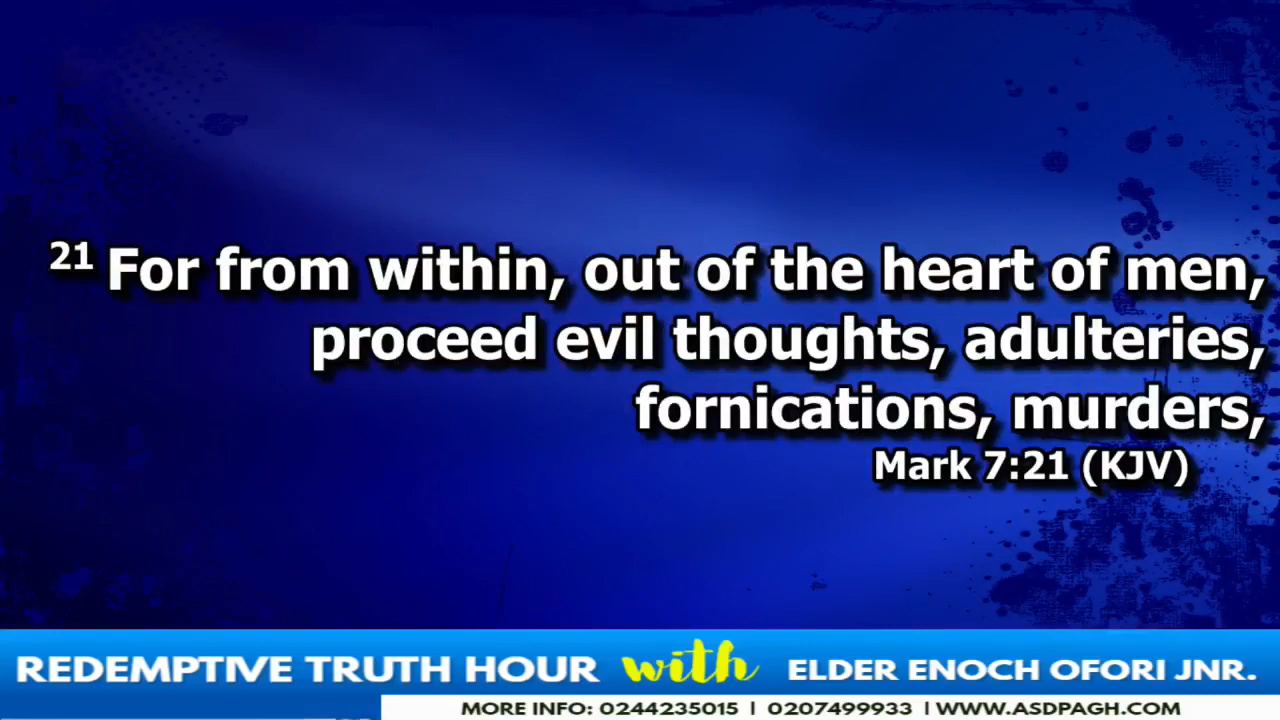 21 For from within, out of the heart of men,
proceed evil thoughts, adulteries,
fornications, murders,
Mark 7:21 (KJV)
REDEMPTIVE TRUTH HOUR with ELDER ENOCH OFORI JNR.
MORE INFO: 0244235015 | 0207499933 | WWW.ASDPAGH.COM